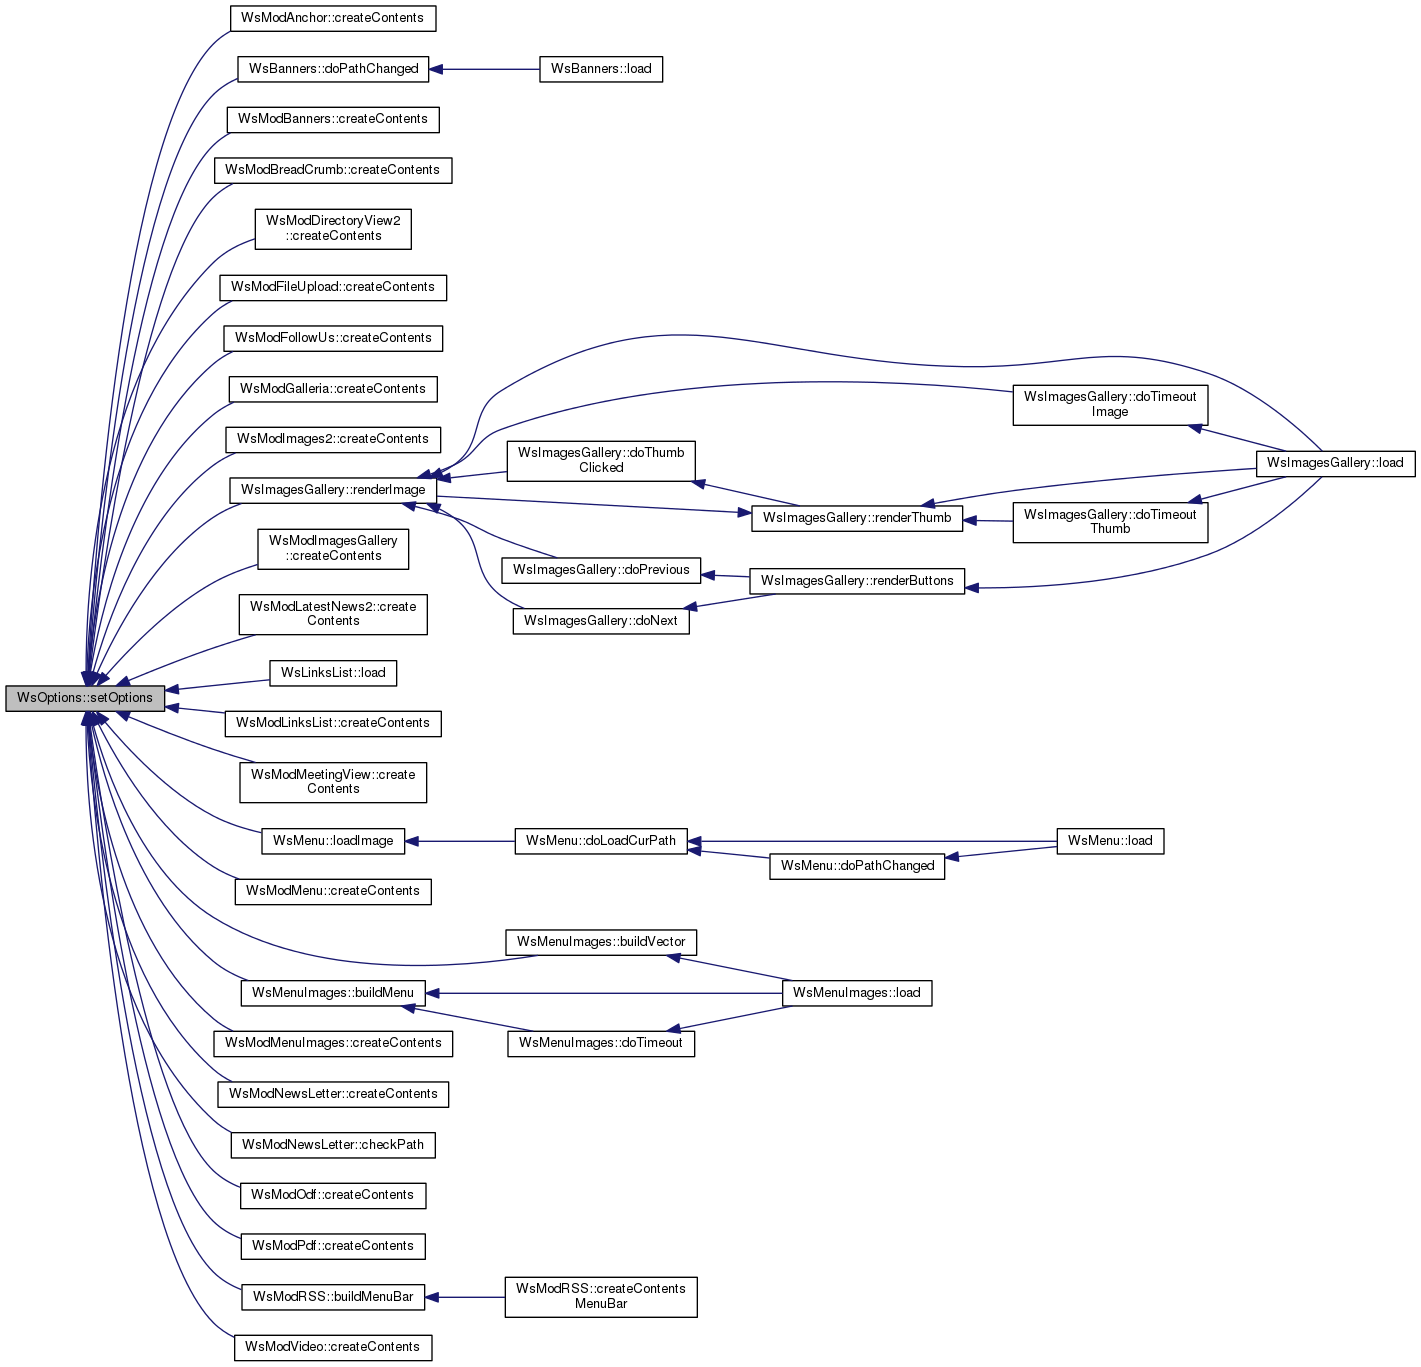 WsModAnchor::createContents
WsBanners::doPathChanged
WsBanners::load
WsModBanners::createContents
WsModBreadCrumb::createContents
WsModDirectoryView2
::createContents
WsModFileUpload::createContents
WsModFollowUs::createContents
WsModGalleria::createContents
WsModImages2::createContents
WsImagesGallery::renderImage
WsModImagesGallery
::createContents
WsModLatestNews2::create
Contents
WsLinksList::load
WsOptions::setOptions
WsModLinksList::createContents
WsModMeetingView::create
Contents
WsMenu::loadImage
WsModMenu::createContents
WsMenuImages::buildVector
WsMenuImages::buildMenu
WsModMenuImages::createContents
WsModNewsLetter::createContents
WsModNewsLetter::checkPath
WsModOdf::createContents
WsModPdf::createContents
WsModRSS::buildMenuBar
WsModVideo::createContents
WsImagesGallery::doThumb
Clicked
WsImagesGallery::doPrevious
WsImagesGallery::doNext
WsImagesGallery::renderThumb
WsImagesGallery::renderButtons
WsImagesGallery::doTimeout
Image
WsImagesGallery::doTimeout
Thumb
WsImagesGallery::load
WsMenu::doLoadCurPath
WsMenu::doPathChanged
WsMenu::load
WsMenuImages::load
WsMenuImages::doTimeout
WsModRSS::createContents
MenuBar